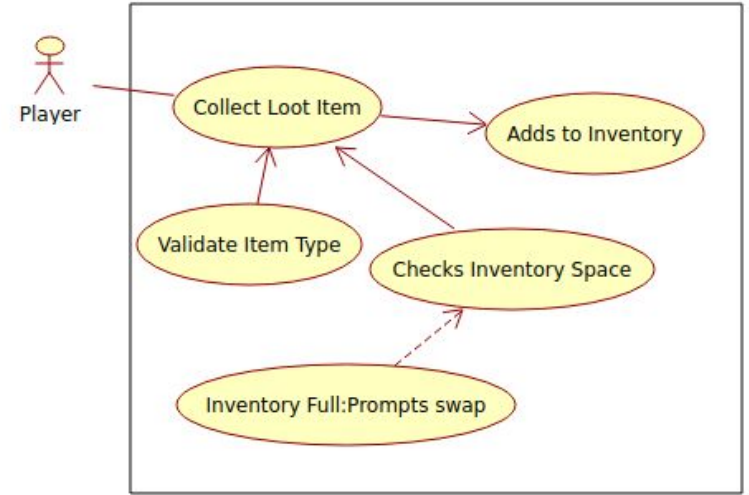 Player
Collect Loot Item
Adds to Inventory
Validate Item Type
Checks Inventory Space
Inventory Full:Prompts swap